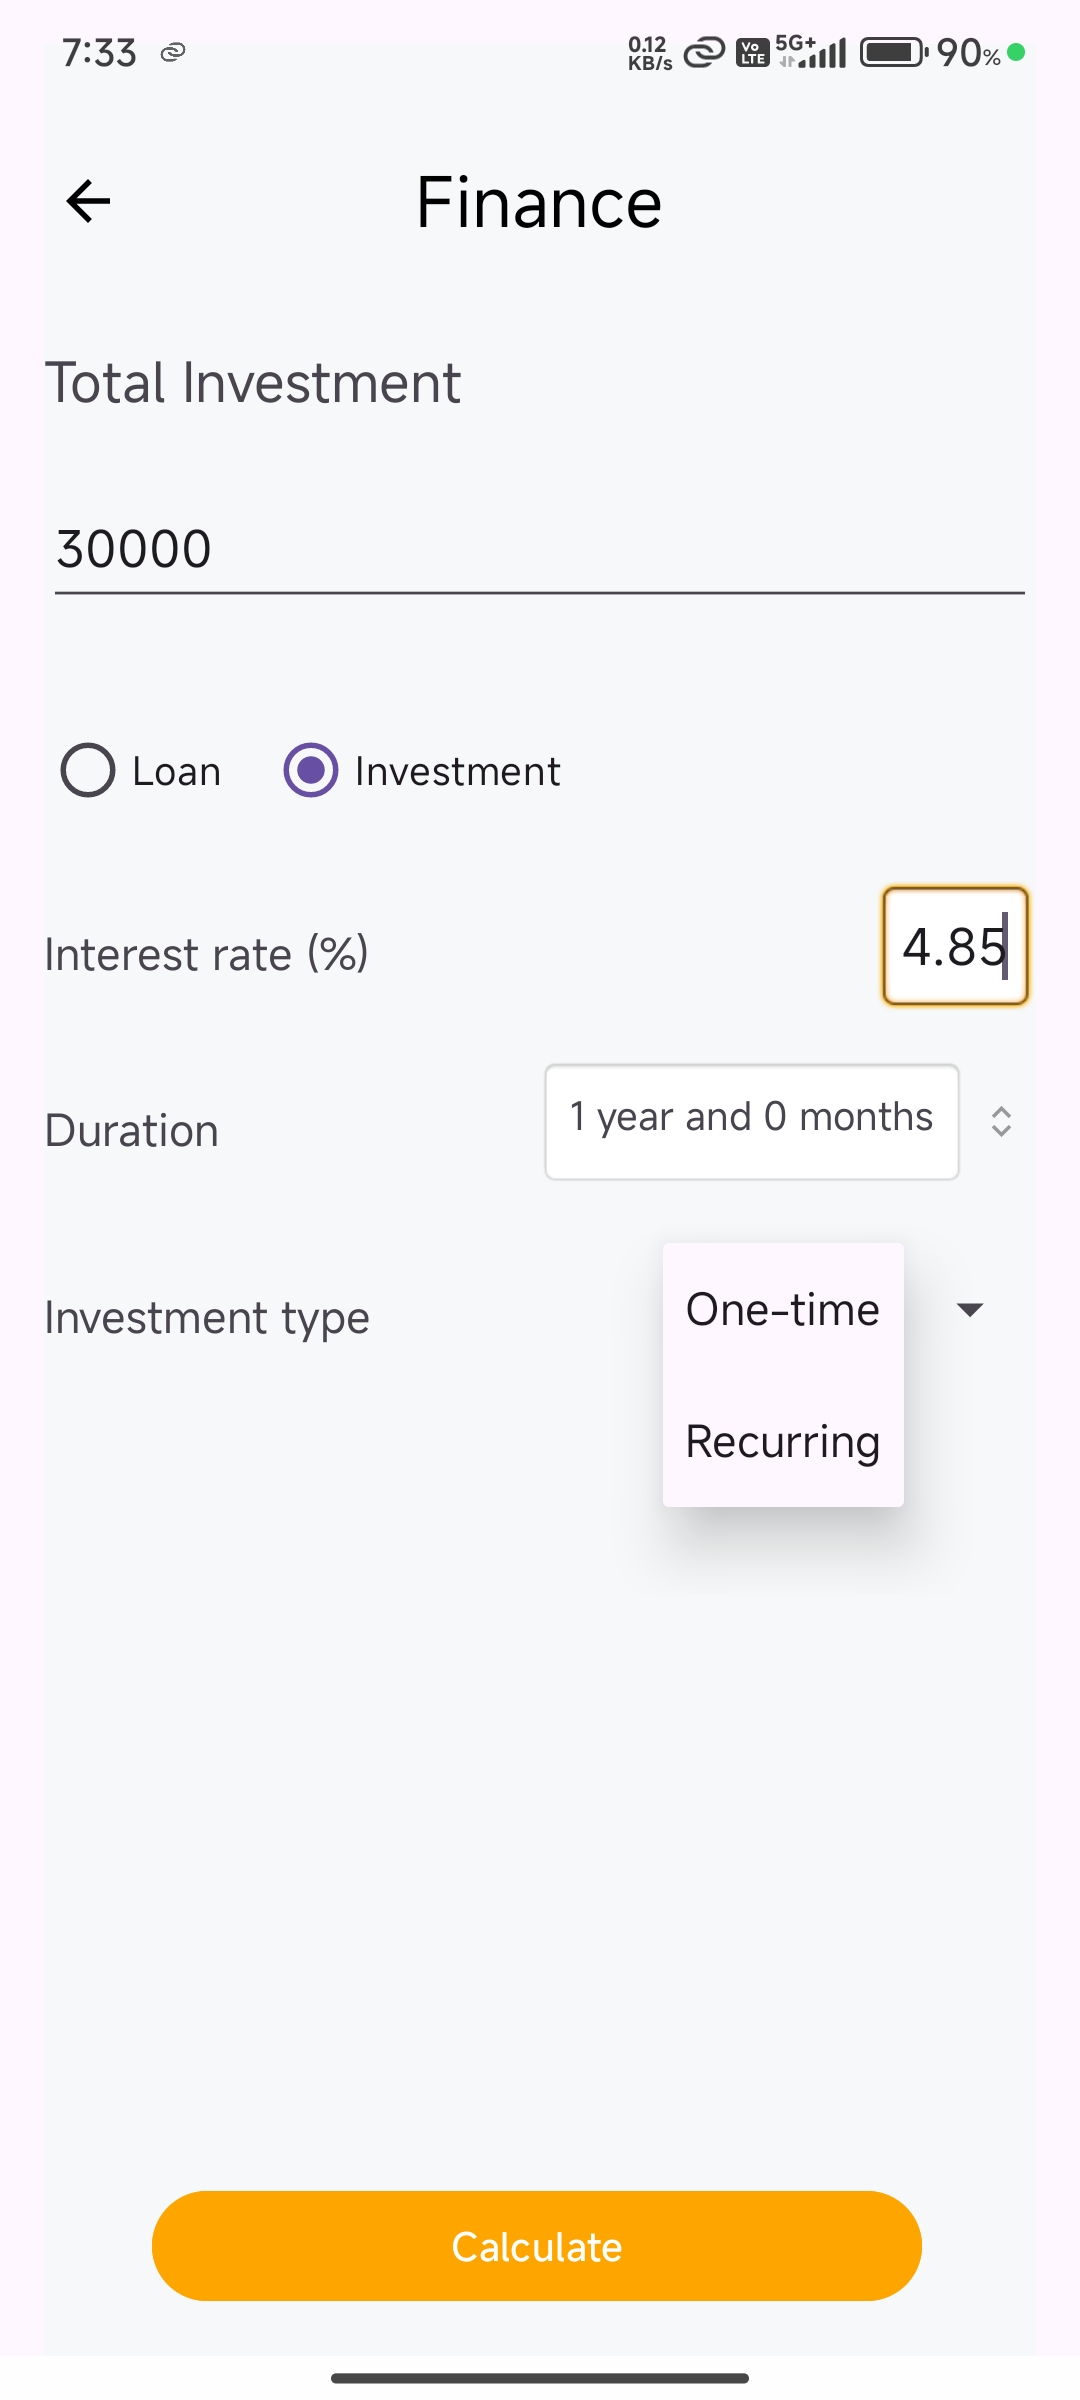 7:33 0.12 KB/s Vo LTE 5G+ 90%
Finance
Total Investment
30000
Loan Investment
Interest rate (%) 4.85
Duration 1 year and 0 months
Investment type One-time
Recurring
Calculate